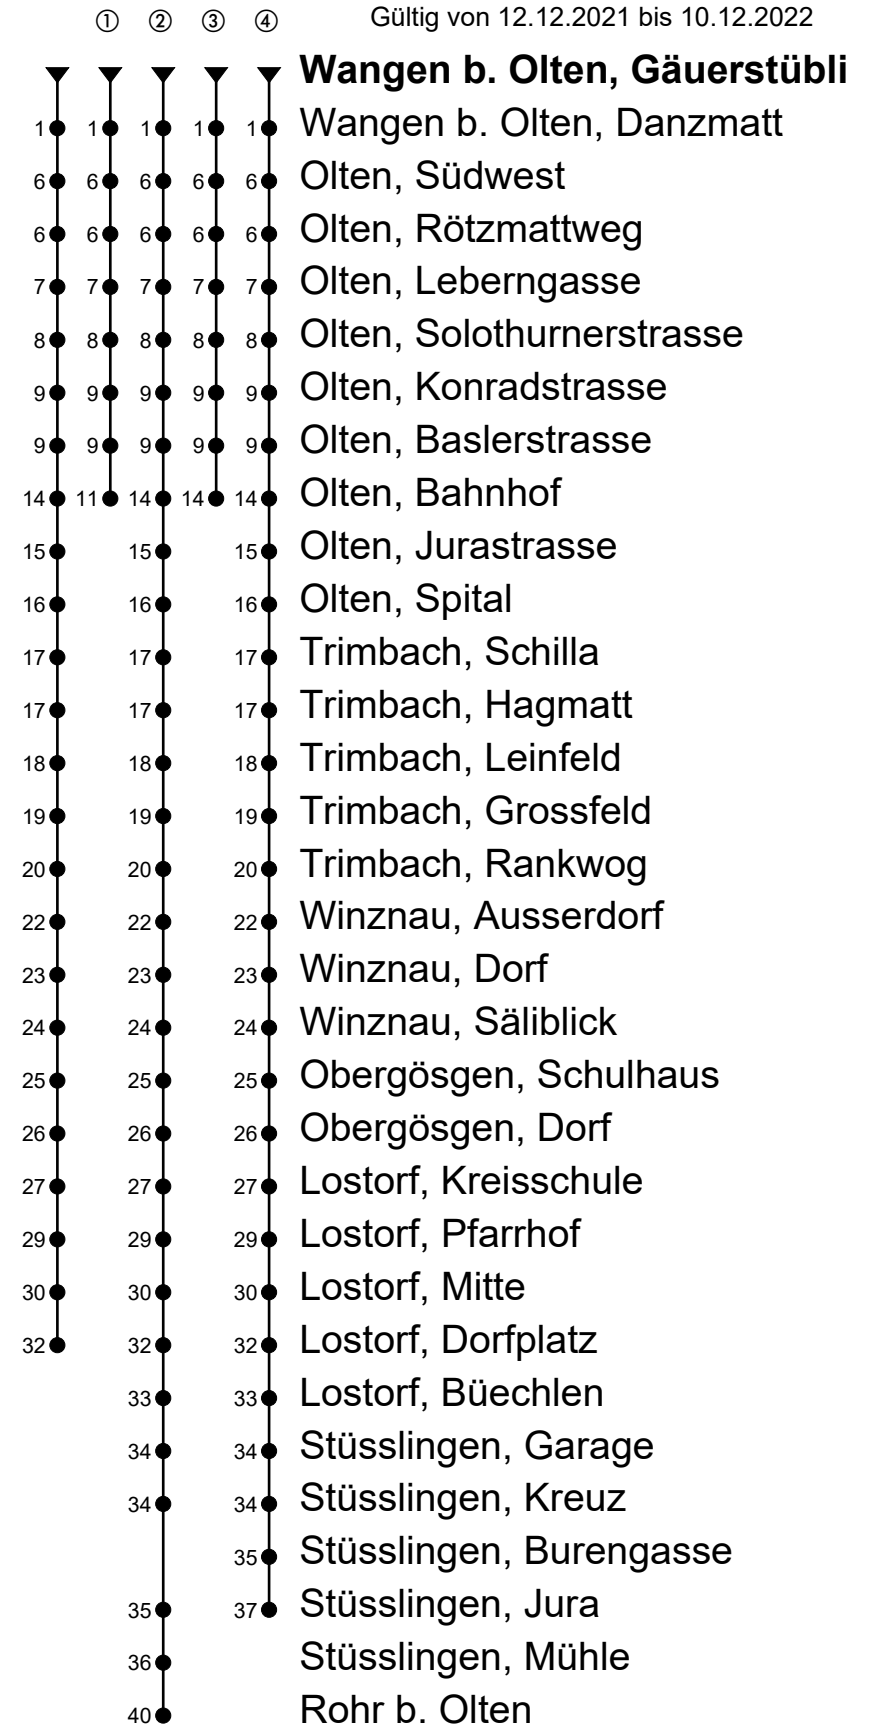 ① ② ③ ④ Gültig von 12.12.2021 bis 10.12.2022
Wangen b. Olten, Gäuerstübli
1 1 1 1 1 Wangen b. Olten, Danzmatt
6 6 6 6 6 Olten, Südwest
6 6 6 6 6 Olten, Rötzmattweg
7 7 7 7 7 Olten, Leberngasse
8 8 8 8 8 Olten, Solothurnerstrasse
9 9 9 9 9 Olten, Konradstrasse
9 9 9 9 9 Olten, Baslerstrasse
14 11 14 14 14 Olten, Bahnhof
15 15 15 Olten, Jurastrasse
16 16 16 Olten, Spital
17 17 17 Trimbach, Schilla
17 17 17 Trimbach, Hagmatt
18 18 18 Trimbach, Leinfeld
19 19 19 Trimbach, Grossfeld
20 20 20 Trimbach, Rankwog
22 22 22 Winznau, Ausserdorf
23 23 23 Winznau, Dorf
24 24 24 Winznau, Säliblick
25 25 25 Obergösgen, Schulhaus
26 26 26 Obergösgen, Dorf
27 27 27 Lostorf, Kreisschule
29 29 29 Lostorf, Pfarrhof
30 30 30 Lostorf, Mitte
32 32 32 Lostorf, Dorfplatz
33 33 Lostorf, Büechlen
34 34 Stüsslingen, Garage
34 34 Stüsslingen, Kreuz
35 Stüsslingen, Burengasse
35 37 Stüsslingen, Jura
36 Stüsslingen, Mühle
40 Rohr b. Olten